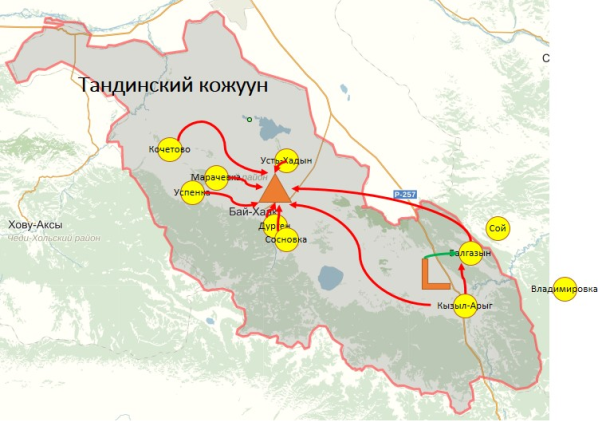 С
Тандинский кожуун
Кочетово
Усть-Хадын
Марачевка
район
Успенка
Р-257
Бай-Хаак
Хову-Аксы
Чеди-Хольский район
Дурген
Сосновка
Сой
Балгазын
Владимировка
Кызыл-Арыг